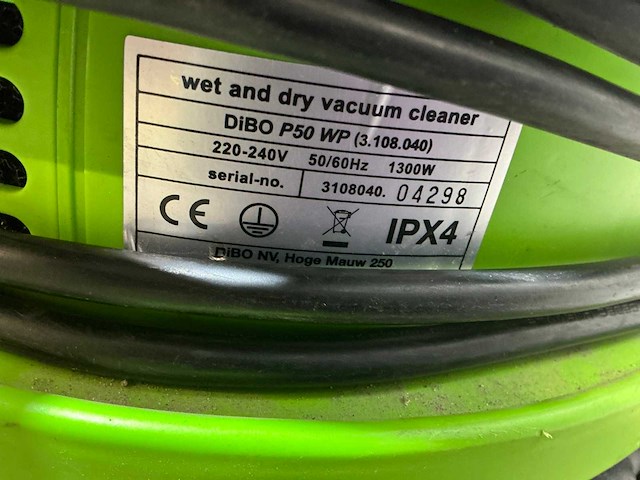 wet and dry vacuum cleaner
DiBO P50 WP (3.108.040)
220-240V 50/60Hz 1300W
serial-no. 3108040. 04298
CE IPX4
DiBO NV, Hoge Mauw 250